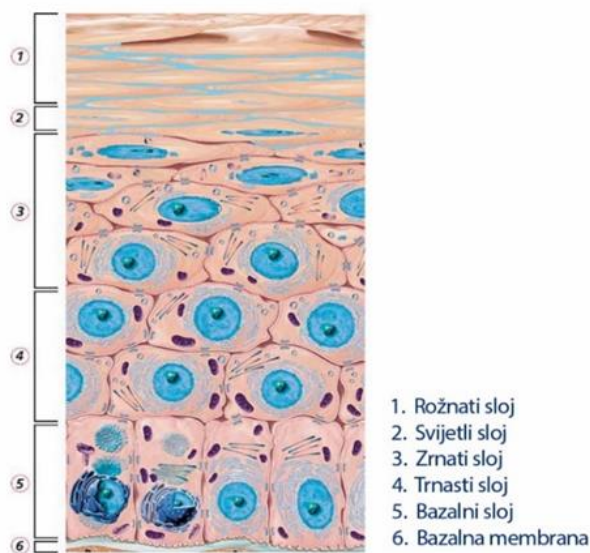 1
2
3
4
5
6
1. Rožnati sloj
2. Svijetli sloj
3. Zrnati sloj
4. Trnasti sloj
5. Bazalni sloj
6. Bazalna membrana